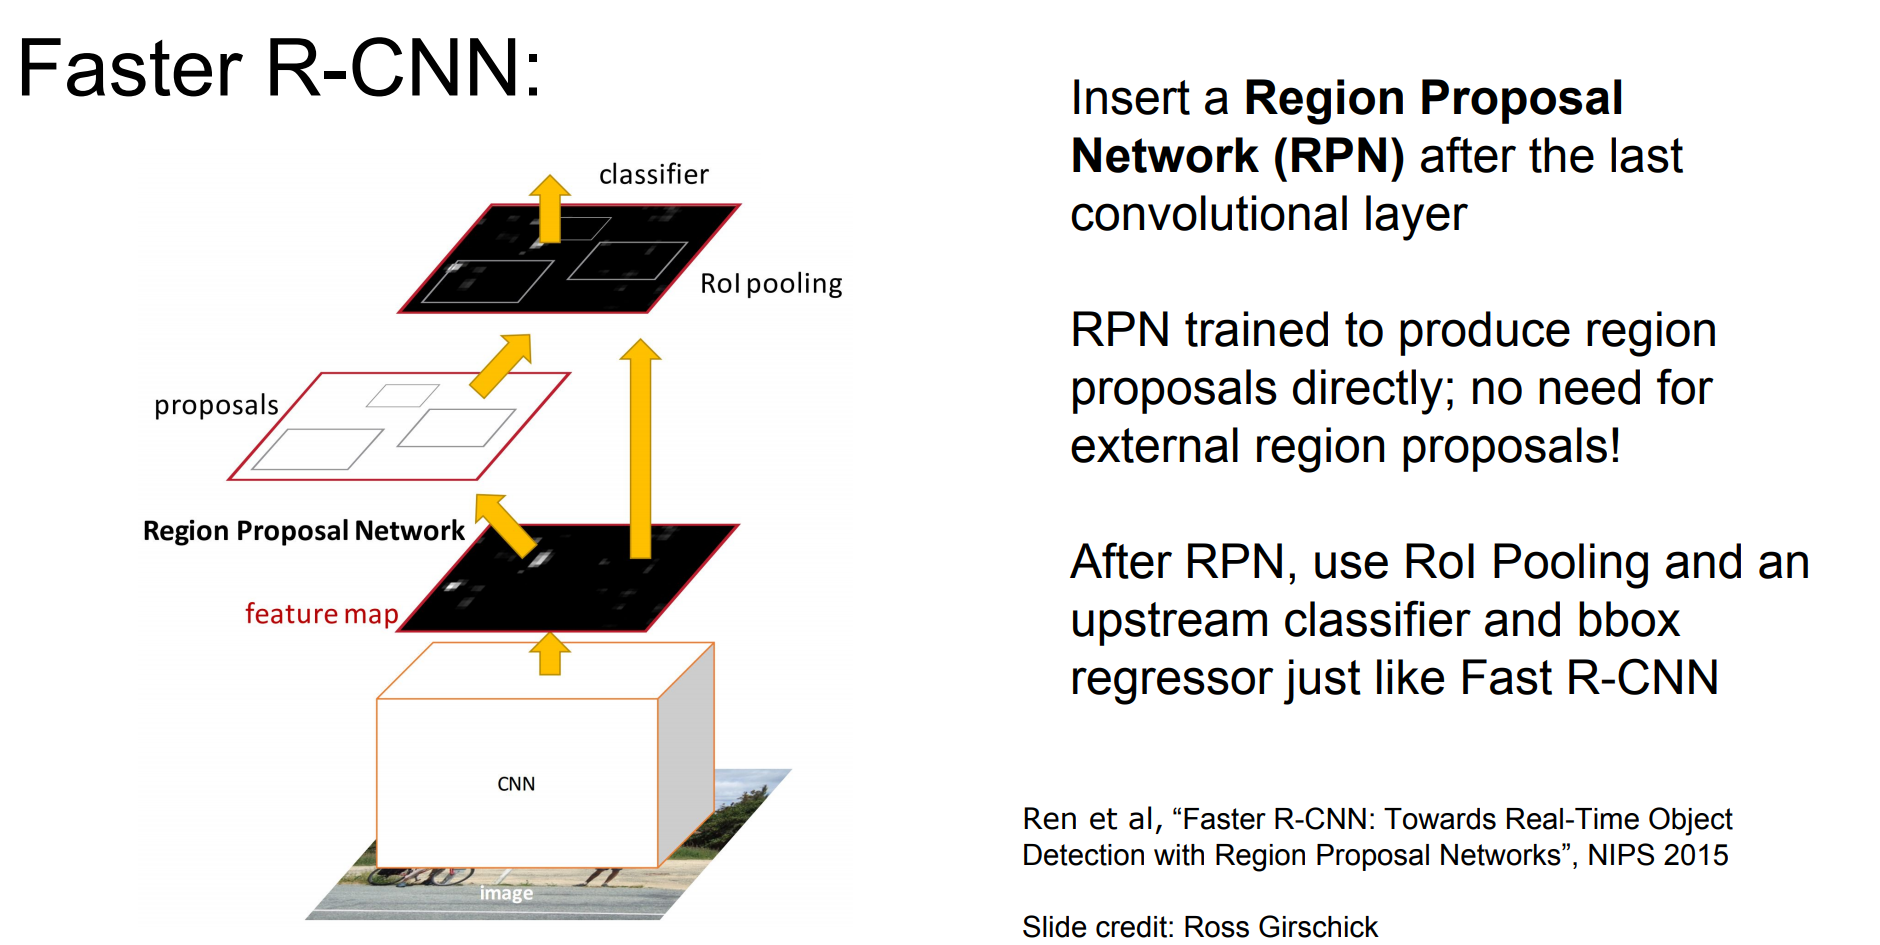 Faster R-CNN:
classifier
RoI pooling
proposals
Region Proposal Network
feature map
CNN
image
Insert a Region Proposal
Network (RPN) after the last
convolutional layer
RPN trained to produce region
proposals directly; no need for
external region proposals!
After RPN, use RoI Pooling and an
upstream classifier and bbox
regressor just like Fast R-CNN
Ren et al, “Faster R-CNN: Towards Real-Time Object
Detection with Region Proposal Networks”, NIPS 2015
Slide credit: Ross Girschick